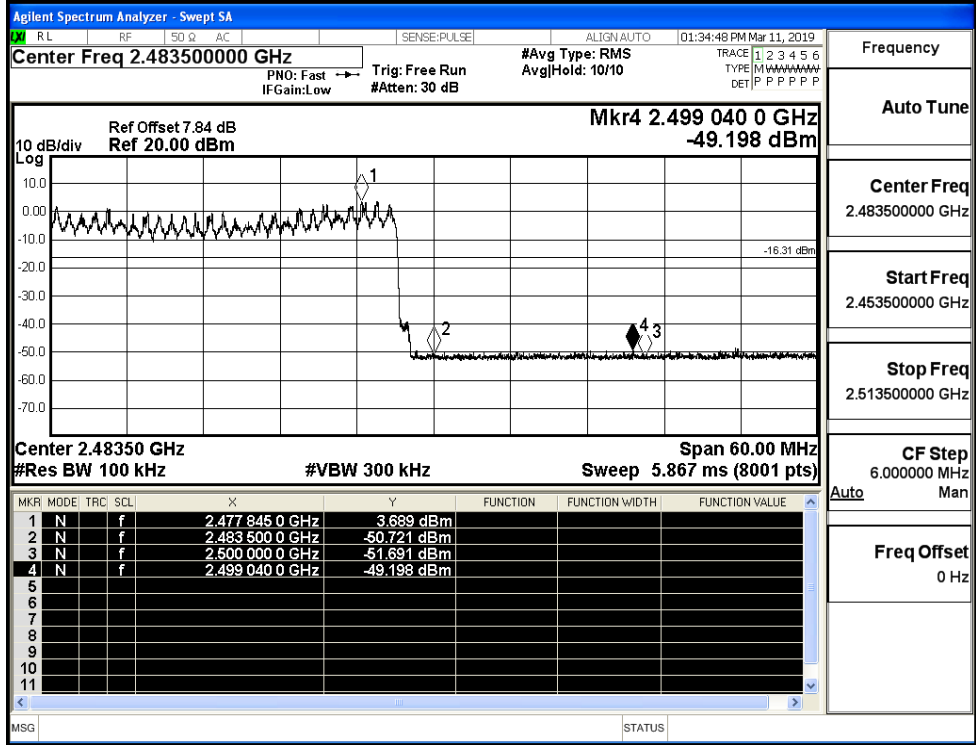 Agilent Spectrum Analyzer - Swept SA
LXI RL RF 50 Ω AC SENSE:PULSE ALIGN AUTO 01:34:48 PM Mar 11, 2019
Center Freq 2.483500000 GHz
PNO: Fast
IFGain:Low
Trig: Free Run
#Atten: 30 dB
#Avg Type: RMS
Avg|Hold: 10/10
TRACE 1 2 3 4 5 6
TYPE M WWWWW
DET P P P P P P
Ref Offset 7.84 dB
10 dB/div Ref 20.00 dBm
Log
Mkr4 2.499 040 0 GHz
-49.198 dBm
10.0
0.00
-10.0
-20.0
-30.0
-40.0
-50.0
-60.0
-70.0
1
-16.31 dBm
2
4
3
Center 2.48350 GHz Span 60.00 MHz
#Res BW 100 kHz #VBW 300 kHz Sweep 5.867 ms (8001 pts)
MKR MODE TRC SCL X Y FUNCTION FUNCTION WIDTH FUNCTION VALUE
1 N f 2.477 845 0 GHz 3.689 dBm
2 N f 2.483 500 0 GHz -50.721 dBm
3 N f 2.500 000 0 GHz -51.691 dBm
4 N f 2.499 040 0 GHz -49.198 dBm
5
6
7
8
9
10
11
MSG STATUS
Frequency
Auto Tune
Center Freq
2.483500000 GHz
Start Freq
2.453500000 GHz
Stop Freq
2.513500000 GHz
CF Step
6.000000 MHz
Auto Man
Freq Offset
0 Hz